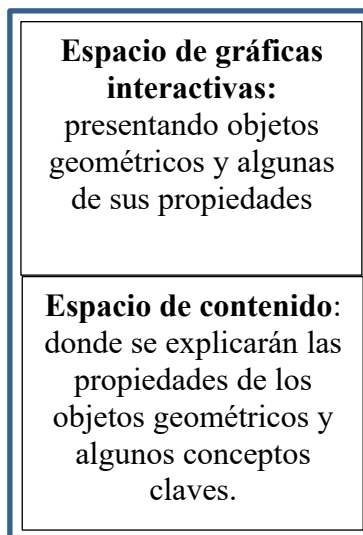 Espacio de gráficas
interactivas:
presentando objetos
geométricos y algunas
de sus propiedades
Espacio de contenido:
donde se explicarán las
propiedades de los
objetos geométricos y
algunos conceptos
claves.